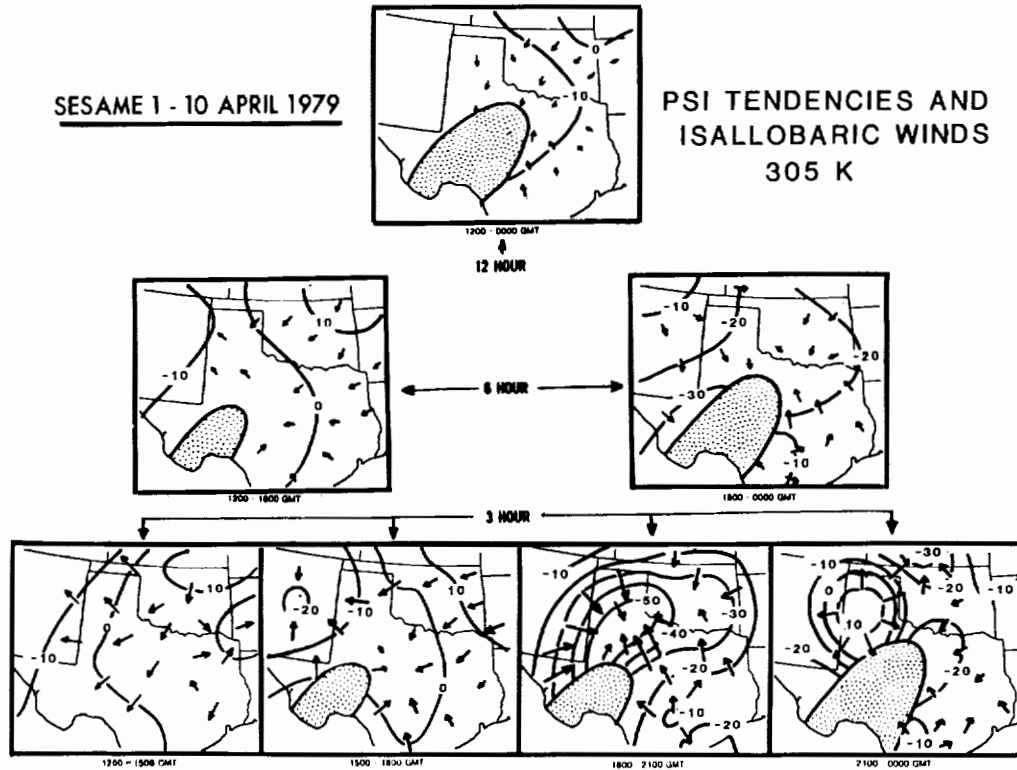 SESAME 1 - 10 APRIL 1979
PSI TENDENCIES AND
ISALLOBARIC WINDS
305 K
0
-10
1200 - 0000 GMT
12 HOUR
10
-10
0
1200 - 1800 GMT
6 HOUR
-10
-20
-20
-30
-10
1800 - 0000 GMT
3 HOUR
-10
0
-10
1200 - 1500 GMT
10
-20
-10
0
1500 - 1800 GMT
-10
-50
-30
-40
-20
-10
-20
1800 - 2100 GMT
-30
-10
-20
-10
0
10
-20
-20
-10
2100 - 0000 GMT